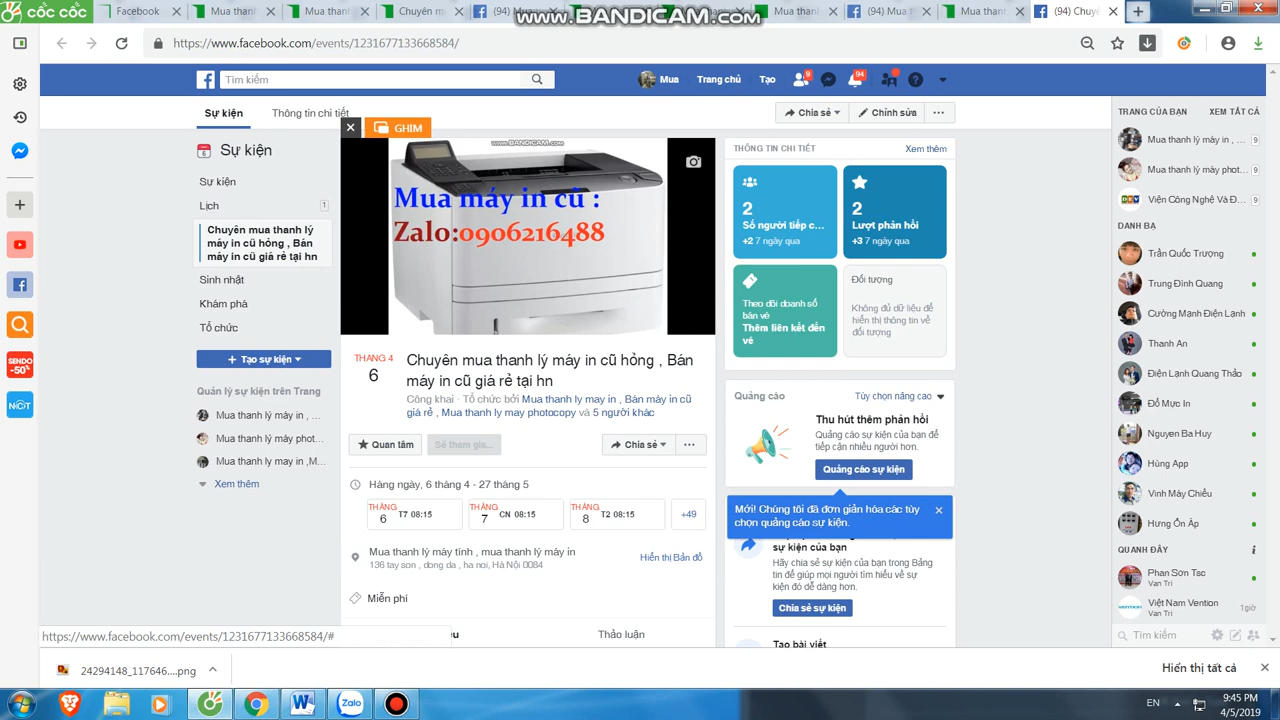 CỐC CỐC
Facebook
Mua thanh
Mua thanh
Chuyên m
(94) Mu
Mua than
(94) Mua
Mua thanh
(94) Chuyê
www.BANDICAM.com
https://www.facebook.com/events/1231677133668584/
Tìm kiếm
Mua
Trang chủ
Tạo
9
94
Sự kiện
Thông tin chi tiết
Chia sẻ
Chỉnh sửa
GHIM
Sự kiện
Sự kiện
Lịch
1
Chuyên mua thanh lý
máy in cũ hỏng , Bán
máy in cũ giá rẻ tại hn
Sinh nhật
Khám phá
Tổ chức
+ Tạo sự kiện
Quản lý sự kiện trên Trang
Mua thanh lý máy in , ...
Mua thanh lý máy phot...
Mua thanh ly may in ,M...
Xem thêm
www.BANDICAM.com
Mua máy in cũ :
Zalo:0906216488
THÁNG 4
6
Chuyên mua thanh lý máy in cũ hỏng , Bán
máy in cũ giá rẻ tại hn
Công khai · Tổ chức bởi Mua thanh ly may in , Bán máy in cũ
giá rẻ , Mua thanh ly may photocopy và 5 người khác
Quan tâm
Sẽ tham gia...
Chia sẻ
Hàng ngày, 6 tháng 4 - 27 tháng 5
THÁNG
6 T7 08:15
THÁNG
7 CN 08:15
THÁNG
8 T2 08:15
+49
Mua thanh lý máy tính , mua thanh lý máy in
136 tay son , dong da , ha noi, Hà Nội 0084
Hiển thị Bản đồ
Miễn phí
Thảo luận
THÔNG TIN CHI TIẾT
Xem thêm
2
Số người tiếp c...
+2 7 ngày qua
2
Lượt phản hồi
+3 7 ngày qua
Theo dõi doanh số
bán vé
Thêm liên kết đến
vé
Đối tượng
Không đủ dữ liệu để
hiển thị thông tin về
đối tượng
Quảng cáo
Tùy chọn nâng cao
Thu hút thêm phản hồi
Quảng cáo sự kiện của bạn để
tiếp cận nhiều người hơn.
Quảng cáo sự kiện
Mới! Chúng tôi đã đơn giản hóa các tùy
chọn quảng cáo sự kiện.
sự kiện của bạn
Hãy chia sẻ sự kiện của bạn trong Bảng
tin để giúp mọi người tìm hiểu về sự
kiện đó dễ dàng hơn.
Chia sẻ sự kiện
Tạo bài viết
TRANG CỦA BẠN
XEM TẤT CẢ
Mua thanh lý máy in , ...
9
Mua thanh lý máy phot...
9
Viện Công Nghệ Và Đ...
9
DANH BẠ
Trần Quốc Trượng
Trung Đình Quang
Cường Mạnh Điện Lạnh
Thanh An
Điện Lạnh Quang Thảo
Đổ Mực In
Nguyen Ba Huy
Hùng App
Vinh Máy Chiếu
Hưng Ổn Áp
QUANH ĐÂY
Phan Sơn Tsc
Van Tri
Việt Nam Vention
Van Tri
1giờ
Tìm kiếm
SENDO
-50%
NCT
https://www.facebook.com/events/1231677133668584/#
24294148_117646....png
Hiển thị tất cả
Zalo
EN
9:45 PM
4/5/2019